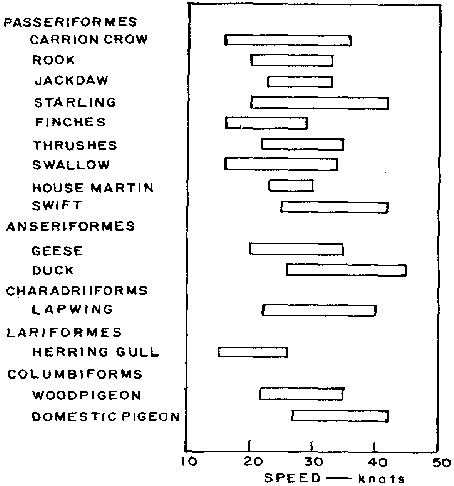 PASSERIFORMES
CARRION CROW
ROOK
JACKDAW
STARLING
FINCHES
THRUSHES
SWALLOW
HOUSE MARTIN
SWIFT
ANSERIFORMES
GEESE
DUCK
CHARADRIIFORMS
LAPWING
LARIFORMES
HERRING GULL
COLUMBIFORMS
WOODPIGEON
DOMESTIC PIGEON
10 20 30 40 50
SPEED — knots